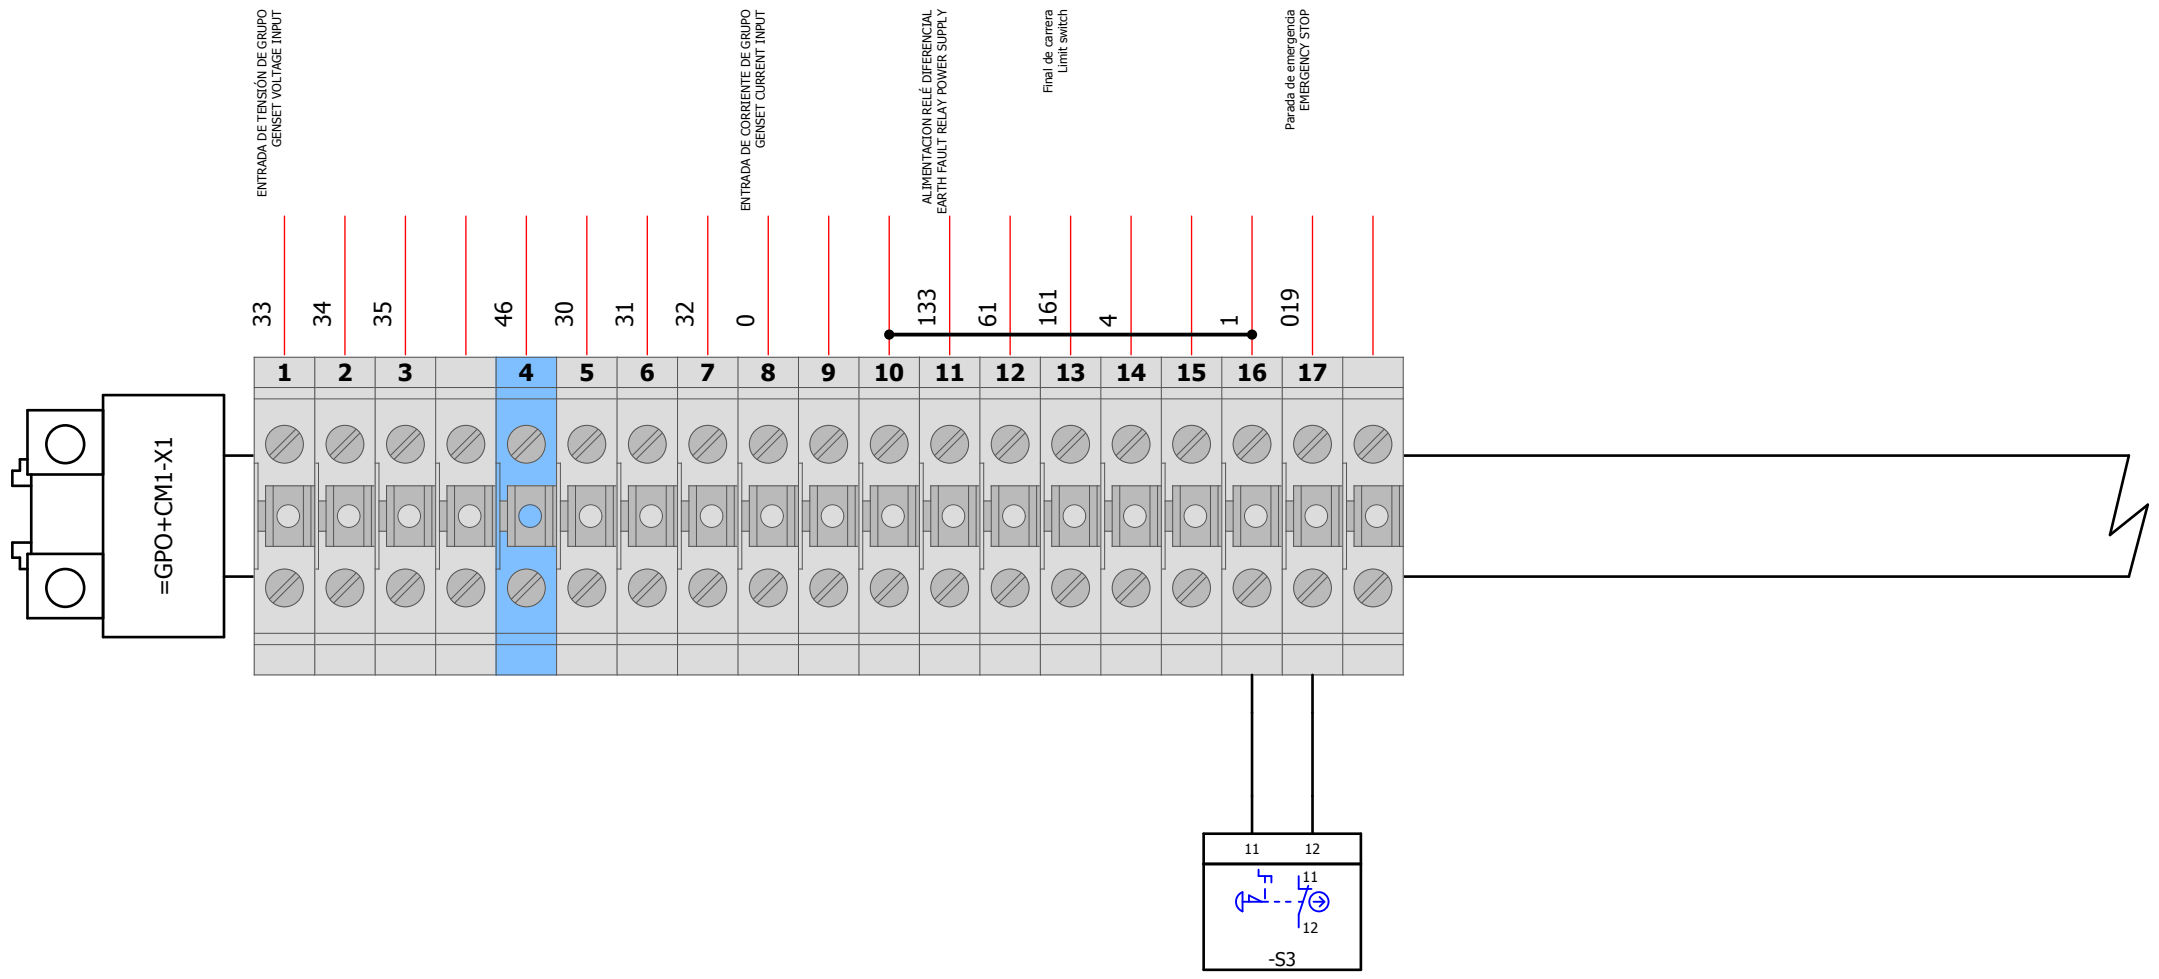 ENTRADA DE TENSIÓN DE GRUPO
GENSET VOLTAGE INPUT
ENTRADA DE CORRIENTE DE GRUPO
GENSET CURRENT INPUT
ALIMENTACION RELÉ DIFERENCIAL
EARTH FAULT RELAY POWER SUPPLY
Final de carrera
Limit switch
Parada de emergencia
EMERGENCY STOP
33
34
35
46
30
31
32
0
133
61
161
4
1
019
1
2
3
4
5
6
7
8
9
10
11
12
13
14
15
16
17
=GPO+CM1-X1
11
12
11
12
-S3